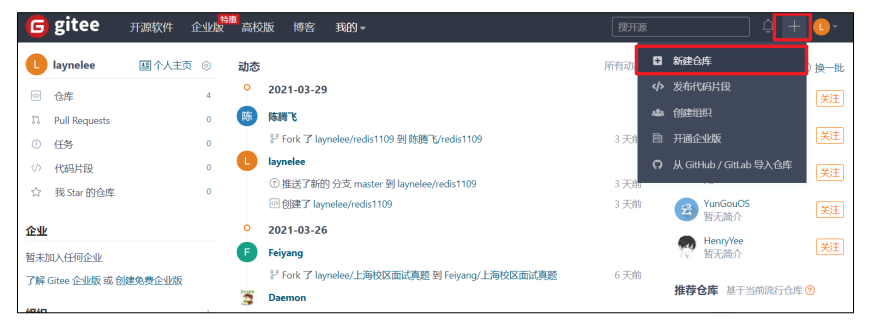 G gitee 开源软件 企业版 特惠 高校版 博客 我的 搜开源 L
L laynelee 个人主页
仓库 4
Pull Requests 0
任务 0
代码片段 0
我 Star 的仓库 0
企业
暂未加入任何企业
了解 Gitee 企业版 或 创建免费企业版
动态 所有动
2021-03-29
陈 陈腾飞
Fork 了 laynelee/redis1109 到 陈腾飞/redis1109 3 天前
L laynelee
推送了新的 分支 master 到 laynelee/redis1109 3 天前
创建了 laynelee/redis1109 3 天前
2021-03-26
F Feiyang
Fork 了 laynelee/上海校区面试真题 到 Feiyang/上海校区面试真题 6 天前
Daemon
新建仓库
发布代码片段
创建组织
开通企业版
从 GitHub / GitLab 导入仓库
换一批
关注
关注
关注
YunGouOS
暂无简介 关注
HenryYee
暂无简介 关注
推荐仓库 基于当前流行仓库